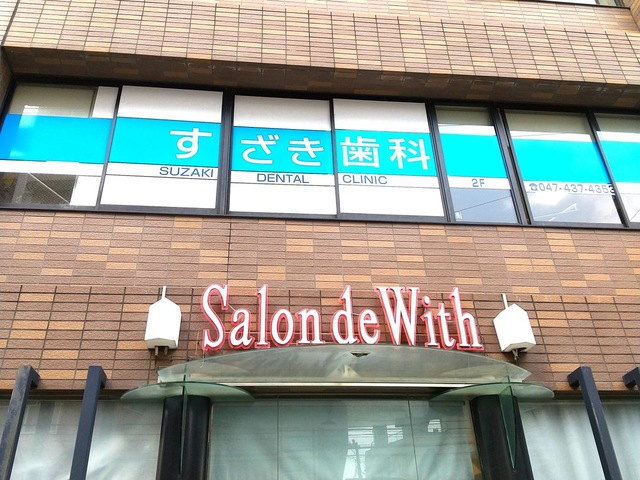 すざき歯科
SUZAKI DENTAL CLINIC 2F
☎047-437-4353
Salon de With